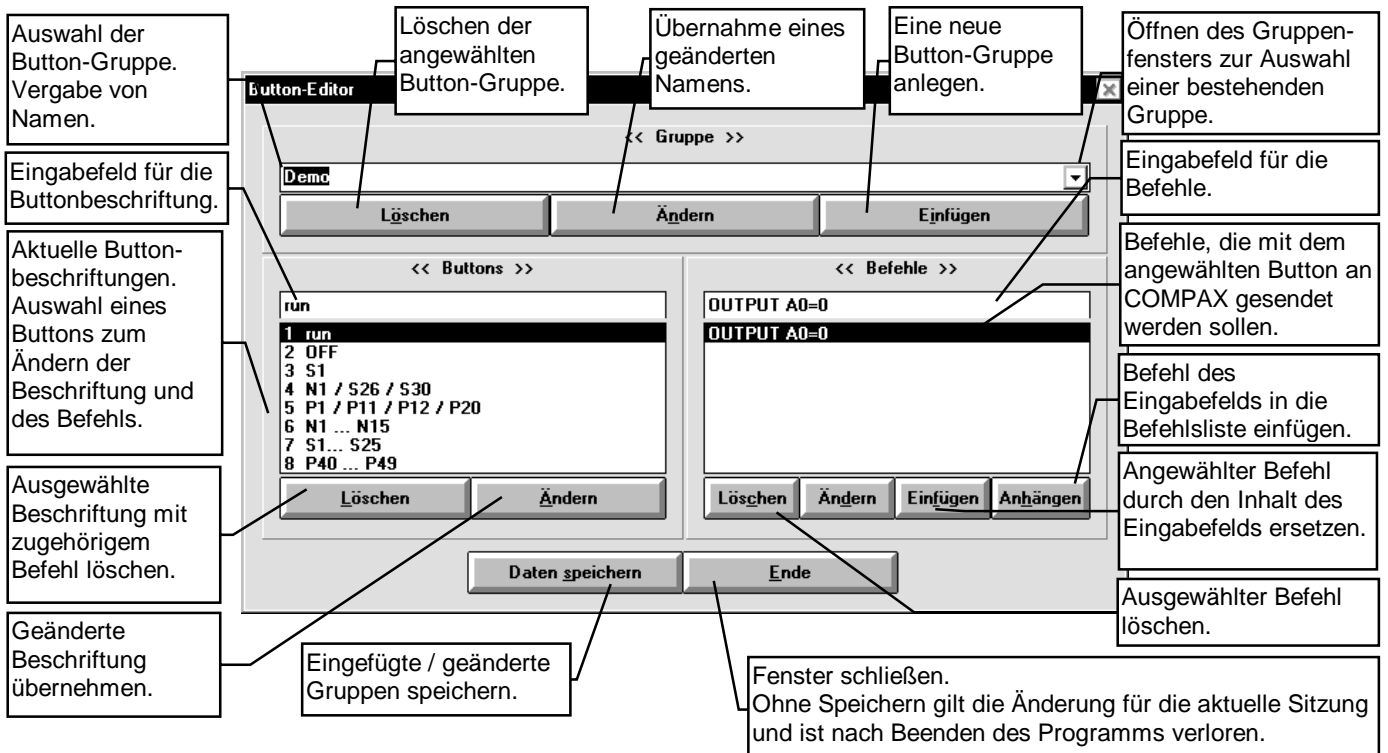 Auswahl der
Button-Gruppe.
Vergabe von
Namen.
Löschen der
angewählten
Button-Gruppe.
Übernahme eines
geänderten
Namens.
Eine neue
Button-Gruppe
anlegen.
Öffnen des Gruppen-
fensters zur Auswahl
einer bestehenden
Gruppe.
Button-Editor
<< Gruppe >>
Demo
Löschen
Ändern
Einfügen
Eingabefeld für die
Buttonbeschriftung.
Eingabefeld für die
Befehle.
Aktuelle Button-
beschriftungen.
Auswahl eines
Buttons zum
Ändern der
Beschriftung und
des Befehls.
<< Buttons >>
run
1 run
2 OFF
3 S1
4 N1 / S26 / S30
5 P1 / P11 / P12 / P20
6 N1 ... N15
7 S1... S25
8 P40 ... P49
Löschen
Ändern
<< Befehle >>
OUTPUT A0=0
OUTPUT A0=0
Löschen
Ändern
Einfügen
Anhängen
Befehle, die mit dem
angewählten Button an
COMPAX gesendet
werden sollen.
Befehl des
Eingabefelds in die
Befehlsliste einfügen.
Angewählter Befehl
durch den Inhalt des
Eingabefelds ersetzen.
Ausgewählter Befehl
löschen.
Ausgewählte
Beschriftung mit
zugehörigem
Befehl löschen.
Geänderte
Beschriftung
übernehmen.
Daten speichern
Ende
Eingefügte / geänderte
Gruppen speichern.
Fenster schließen.
Ohne Speichern gilt die Änderung für die aktuelle Sitzung
und ist nach Beenden des Programms verloren.